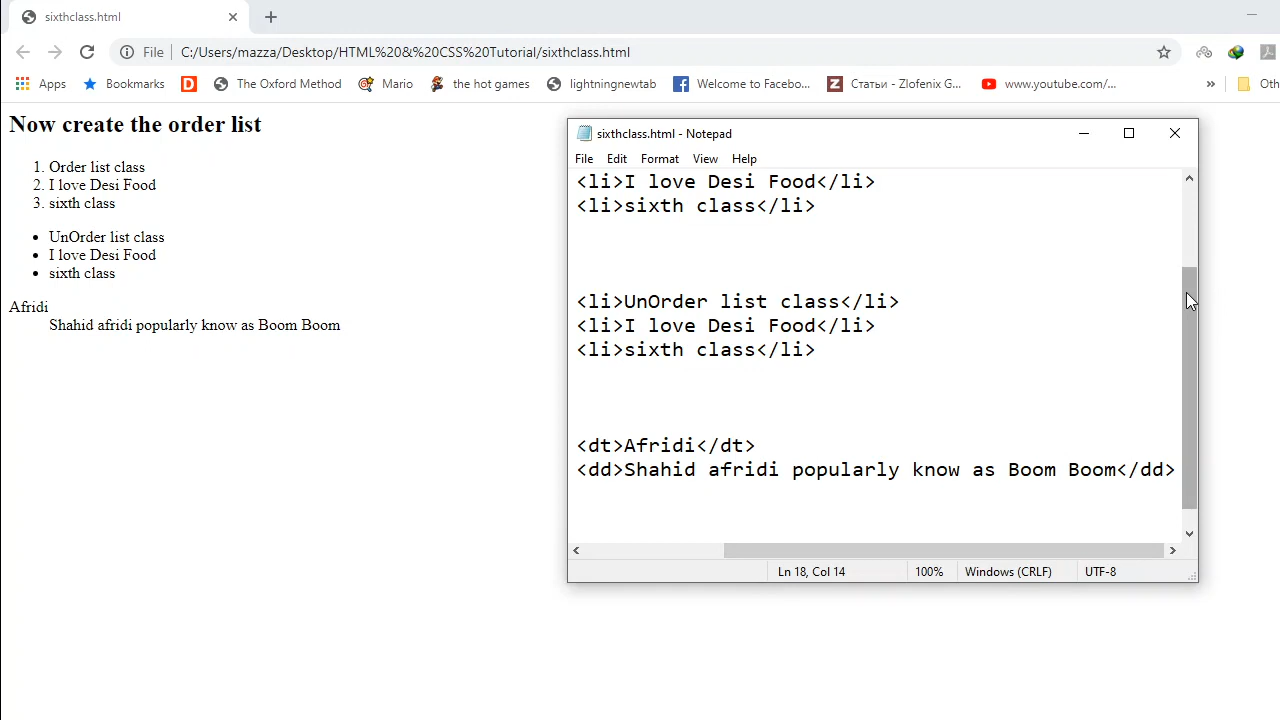 sixthclass.html
File
C:/Users/mazza/Desktop/HTML%20&%20CSS%20Tutorial/sixthclass.html
Apps
Bookmarks
D
The Oxford Method
Mario
the hot games
lightningnewtab
Welcome to Facebo...
Z
Статьи - Zlofenix G...
www.youtube.com/...
»
Oth
Now create the order list
1. Order list class
2. I love Desi Food
3. sixth class
• UnOrder list class
• I love Desi Food
• sixth class
Afridi
Shahid afridi popularly know as Boom Boom
sixthclass.html - Notepad
File Edit Format View Help
<li>I love Desi Food</li>
<li>sixth class</li>
<li>UnOrder list class</li>
<li>I love Desi Food</li>
<li>sixth class</li>
<dt>Afridi</dt>
<dd>Shahid afridi popularly know as Boom Boom</dd>
Ln 18, Col 14
100%
Windows (CRLF)
UTF-8